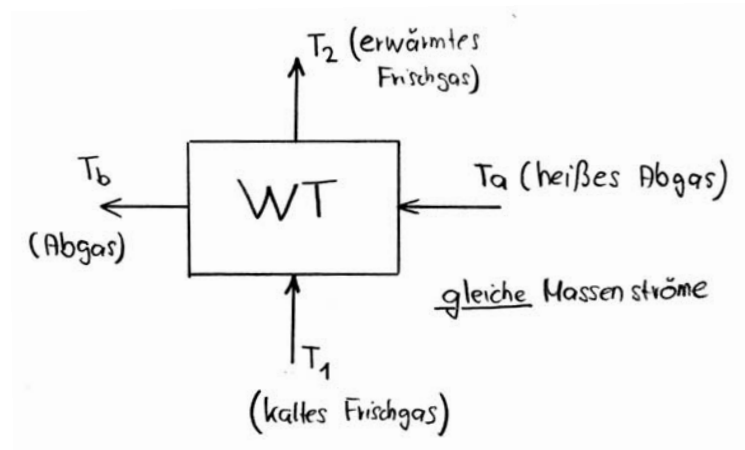 T2 (erwärmtes
Frischgas)
Tb
(Abgas)
WT
Ta (heißes Abgas)
gleiche Massenströme
T1
(kaltes Frischgas)